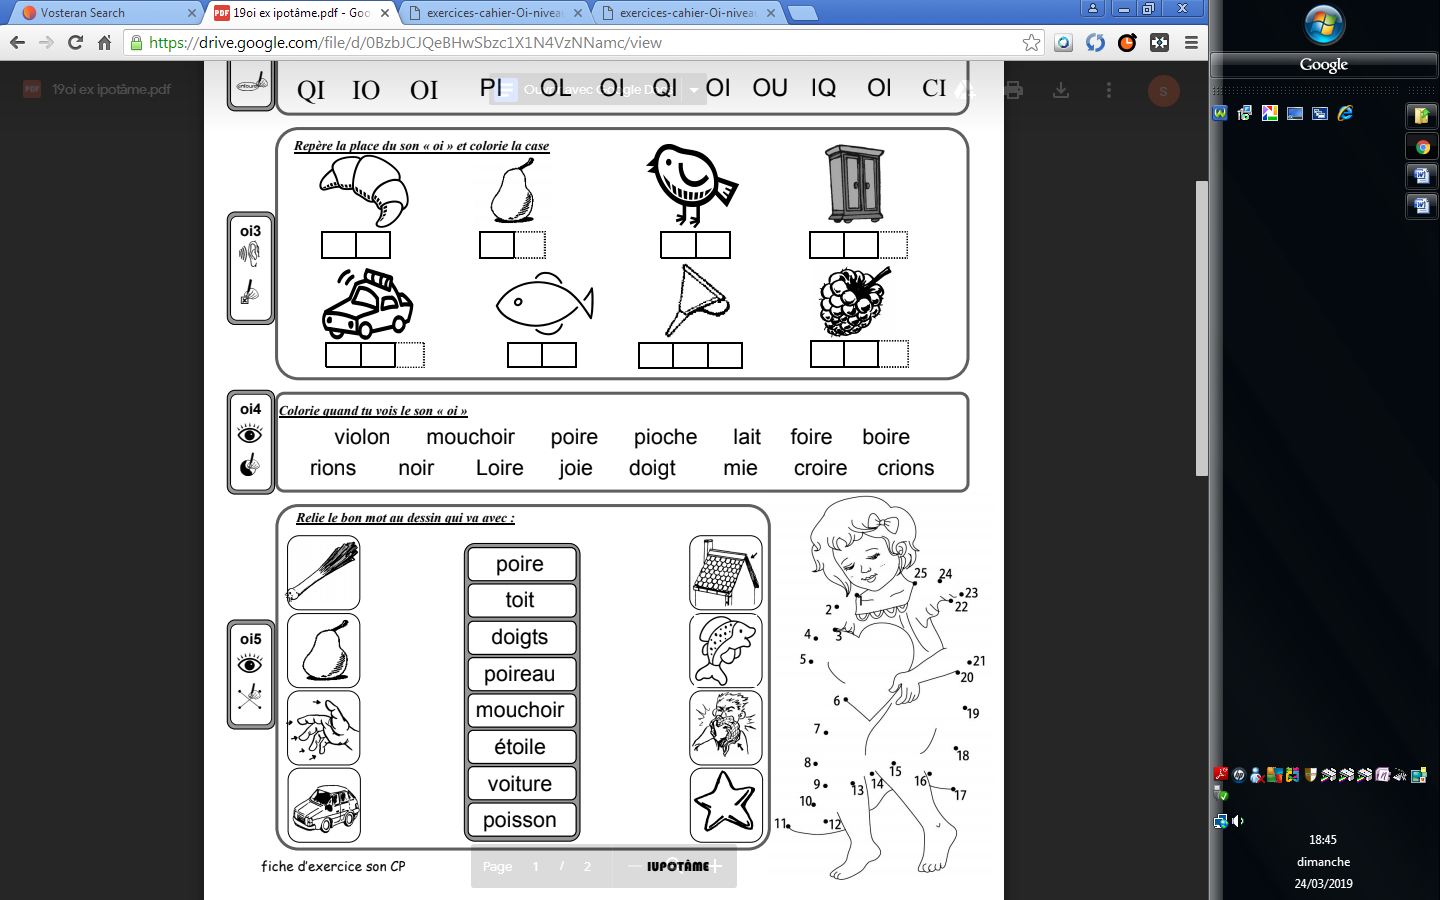 Vosteran Search
19oi ex ipotâme.pdf - Goo
exercices-cahier-Oi-niveau
exercices-cahier-Oi-niveau
https://drive.google.com/file/d/0BzbJCJQeBHwSbzc1X1N4VzNNamc/view
Google
19oi ex ipotâme.pdf
Ouvrir avec Google Docs
S
QI IO OI PI OL OI QI OI OU IQ OI CI
Repère la place du son « oi » et colorie la case
oi3
oi4
Colorie quand tu vois le son « oi »
violon mouchoir poire pioche lait foire boire
rions noir Loire joie doigt mie croire crions
Relie le bon mot au dessin qui va avec :
oi5
poire
toit
doigts
poireau
mouchoir
étoile
voiture
poisson
25 24
23
22
2
3
4
5
21
20
6
19
7
18
8
15
9
13
14
16
17
10
11
12
fiche d'exercice son CP
Page 1 / 2
IUPOTÂME
18:45
dimanche
24/03/2019